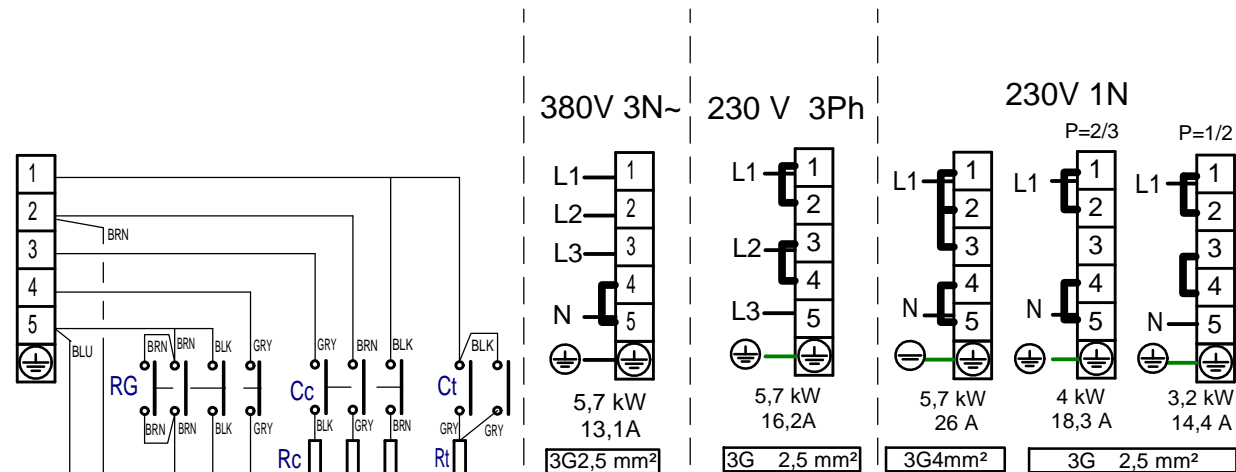 1
2
3
4
5
BRN
BLU
BRN BRN BLK GRY
RG
BRN BRN BLK GRY
GRY BRN BLK
Cc
BLK GRY BRN
Rc
BLK
Ct
GRY GRY
Rt
380V 3N~
L1 1
L2 2
L3 3
4
N 5
5,7 kW
13,1A
3G2,5 mm²
230 V 3Ph
L1 1
2
L2 3
4
L3 5
5,7 kW
16,2A
3G 2,5 mm²
230V 1N
L1 1
2
3
4
N 5
5,7 kW
26 A
3G4mm²
P=2/3
L1 1
2
3
4
N 5
4 kW
18,3 A
P=1/2
L1 1
2
3
4
N 5
3,2 kW
14,4 A
3G 2,5 mm²